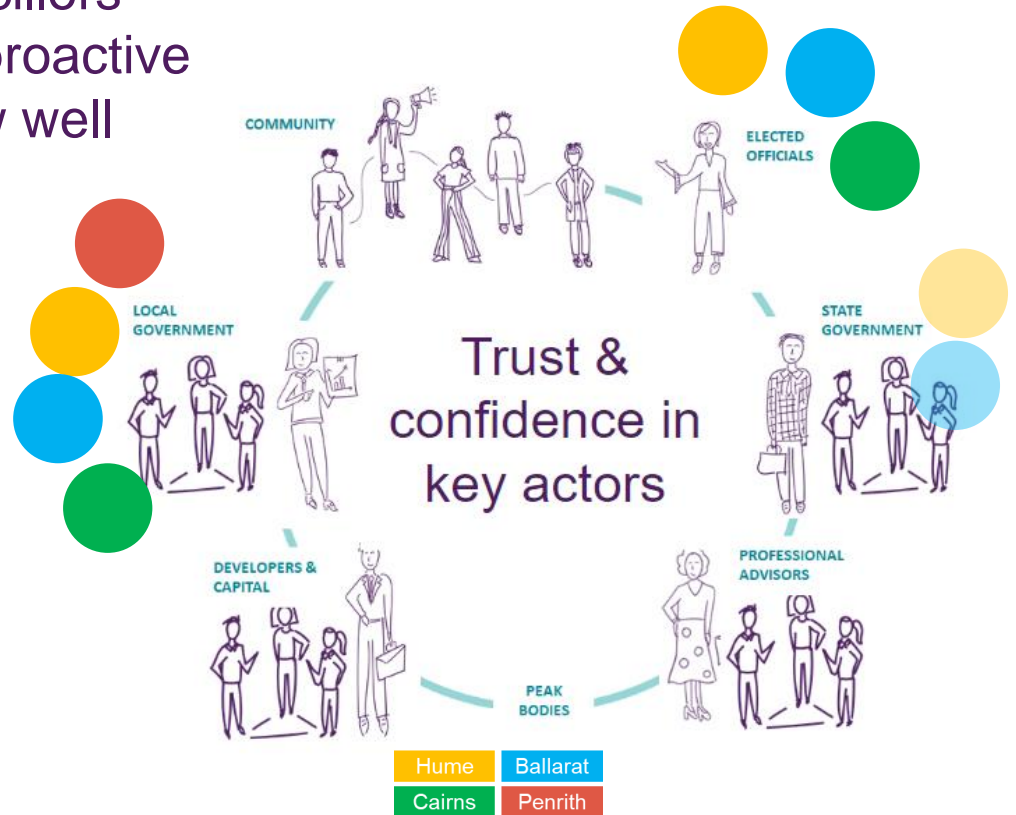 proactive
well
COMMUNITY
ELECTED
OFFICIALS
LOCAL
GOVERNMENT
STATE
GOVERNMENT
Trust &
confidence in
key actors
DEVELOPERS &
CAPITAL
PROFESSIONAL
ADVISORS
PEAK
BODIES
Hume Ballarat
Cairns Penrith